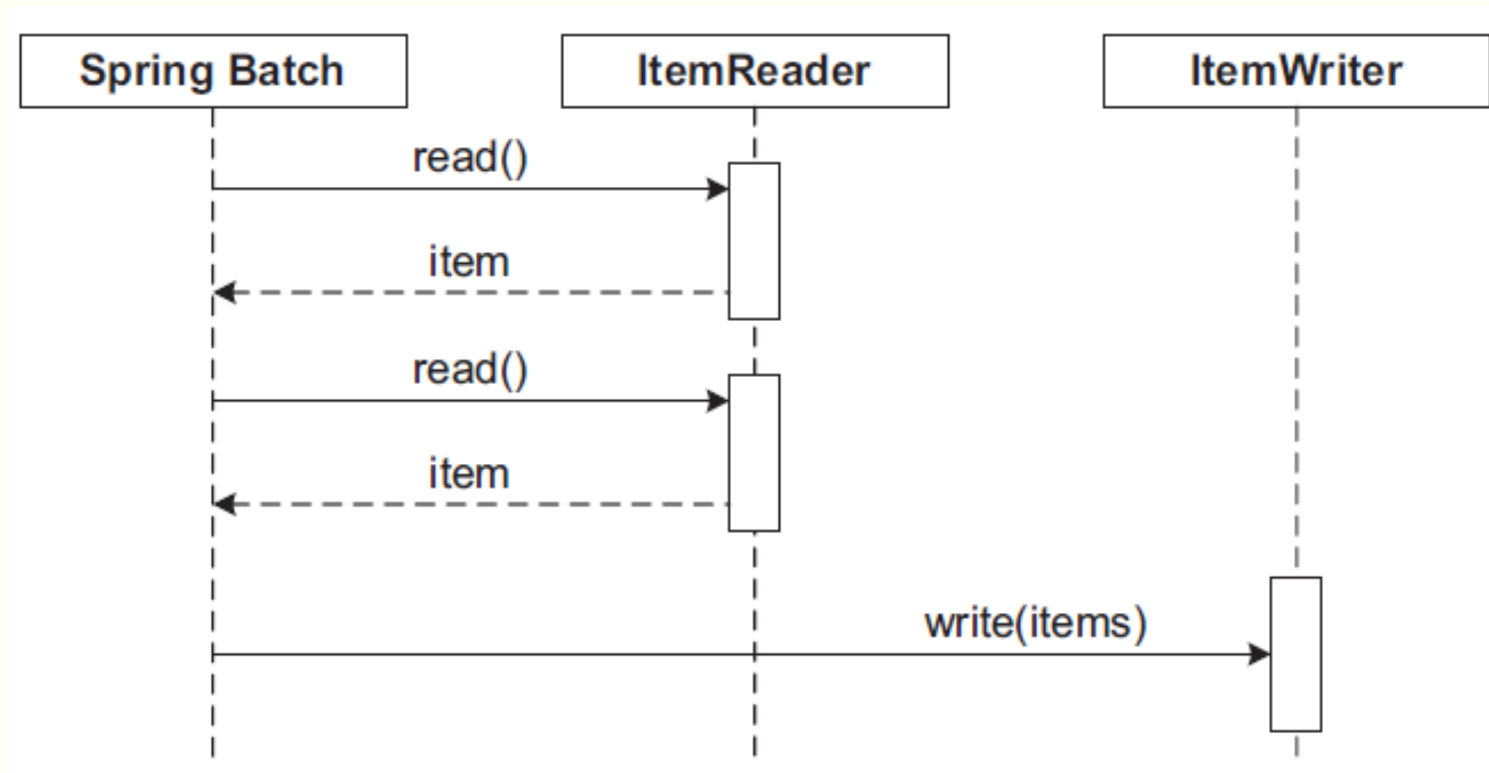 Spring Batch
ItemReader
ItemWriter
read()
item
read()
item
write(items)